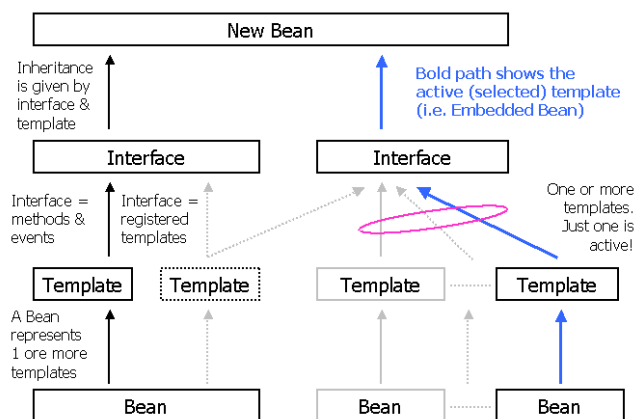 New Bean
Inheritance
is given by
interface &
template
Bold path shows the
active (selected) template
(i.e. Embedded Bean)
Interface
Interface
Interface =
methods &
events
Interface =
registered
templates
One or more
templates.
Just one is
active!
Template
Template
Template
Template
A Bean
represents
1 ore more
templates
Bean
Bean
Bean